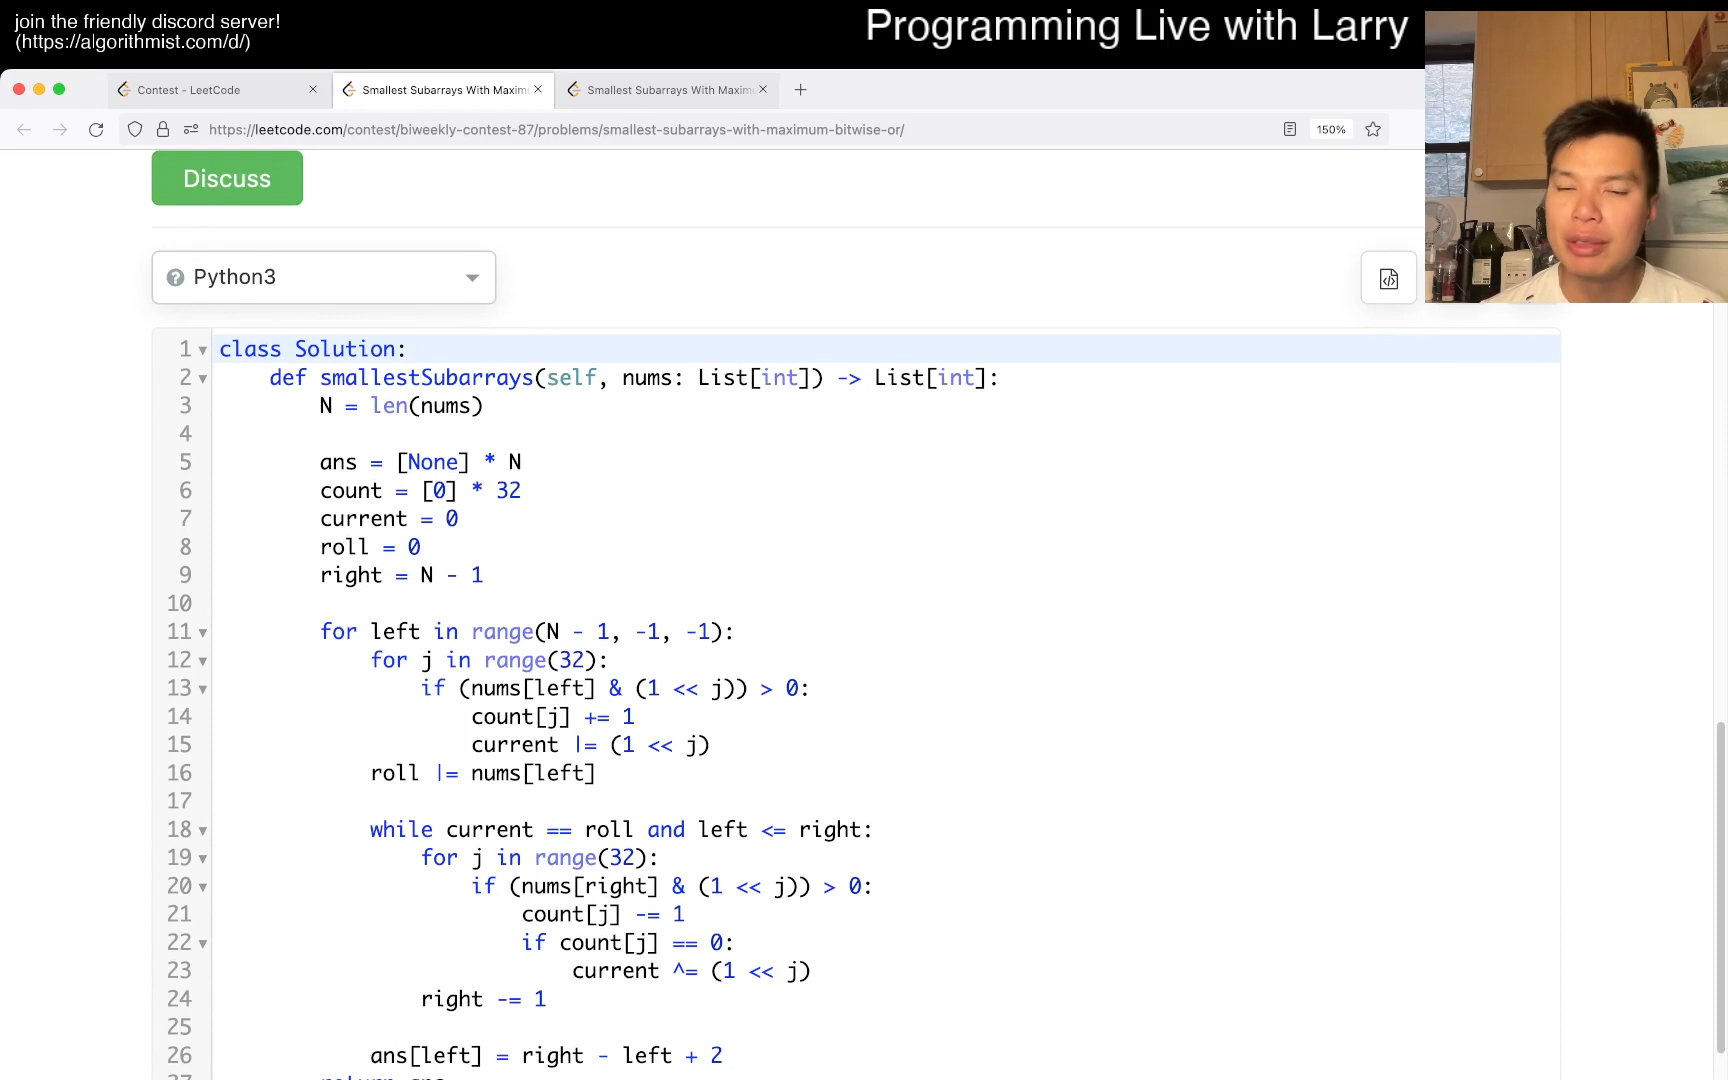 join the friendly discord server!
(https://algorithmist.com/d/)
Programming Live with Larry
Contest - LeetCode
Smallest Subarrays With Maxim
Smallest Subarrays With Maxim
https://leetcode.com/contest/biweekly-contest-87/problems/smallest-subarrays-with-maximum-bitwise-or/
150%
Discuss
Python3
1 class Solution:
2 def smallestSubarrays(self, nums: List[int]) -> List[int]:
3 N = len(nums)
4
5 ans = [None] * N
6 count = [0] * 32
7 current = 0
8 roll = 0
9 right = N - 1
10
11 for left in range(N - 1, -1, -1):
12 for j in range(32):
13 if (nums[left] & (1 << j)) > 0:
14 count[j] += 1
15 current |= (1 << j)
16 roll |= nums[left]
17
18 while current == roll and left <= right:
19 for j in range(32):
20 if (nums[right] & (1 << j)) > 0:
21 count[j] -= 1
22 if count[j] == 0:
23 current ^= (1 << j)
24 right -= 1
25
26 ans[left] = right - left + 2